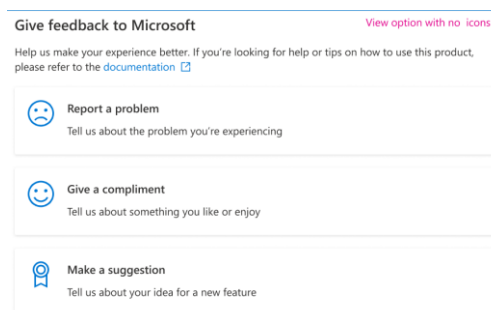 Give feedback to Microsoft
View option with no icons
Help us make your experience better. If you're looking for help or tips on how to use this product,
please refer to the documentation
Report a problem
Tell us about the problem you're experiencing
Give a compliment
Tell us about something you like or enjoy
Make a suggestion
Tell us about your idea for a new feature